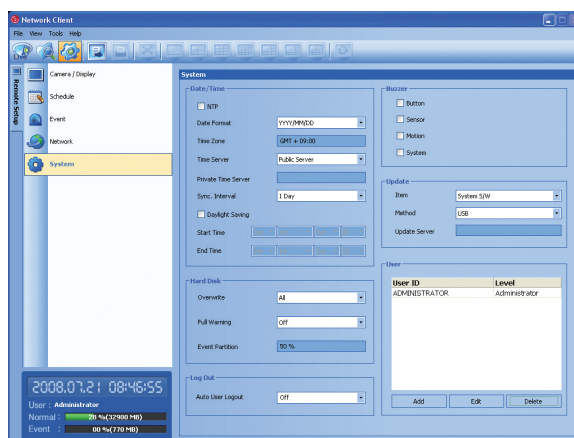 Network Client
File View Tools Help
Live
Remote Setup
Camera / Display
Schedule
Event
Network
System
System
Date/Time
NTP
Date Format YYYY/MM/DD
Time Zone GMT + 09:00
Time Server Public Server
Private Time Server
Sync. Interval 1 Day
Daylight Saving
Start Time
End Time
Hard Disk
Overwrite All
Full Warning Off
Event Partition 50 %
Log Out
Auto User Logout Off
Buzzer
Button
Sensor
Motion
System
Update
Item System S/W
Method USB
Update Server
User
User ID Level
ADMINISTRATOR Administrator
Add Edit Delete
2008.07.21 08:46:55
User : Administrator
Normal : 20 %(32900 MB)
Event : 00 %(770 MB)